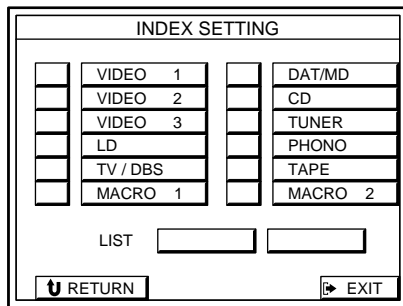 INDEX SETTING
VIDEO 1 DAT/MD
VIDEO 2 CD
VIDEO 3 TUNER
LD PHONO
TV / DBS TAPE
MACRO 1 MACRO 2
LIST
RETURN EXIT